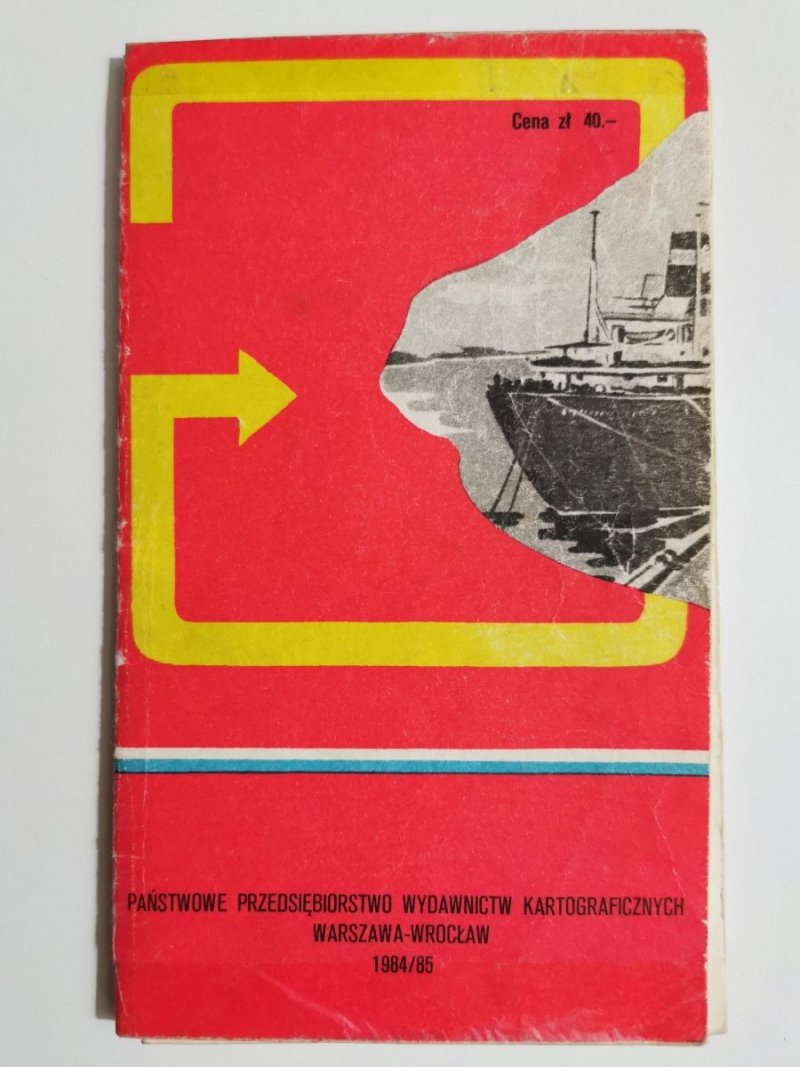 Cena zł 40.—
PAŃSTWOWE PRZEDSIĘBIORSTWO WYDAWNICTW KARTOGRAFICZNYCH
WARSZAWA-WROCŁAW
1984/85